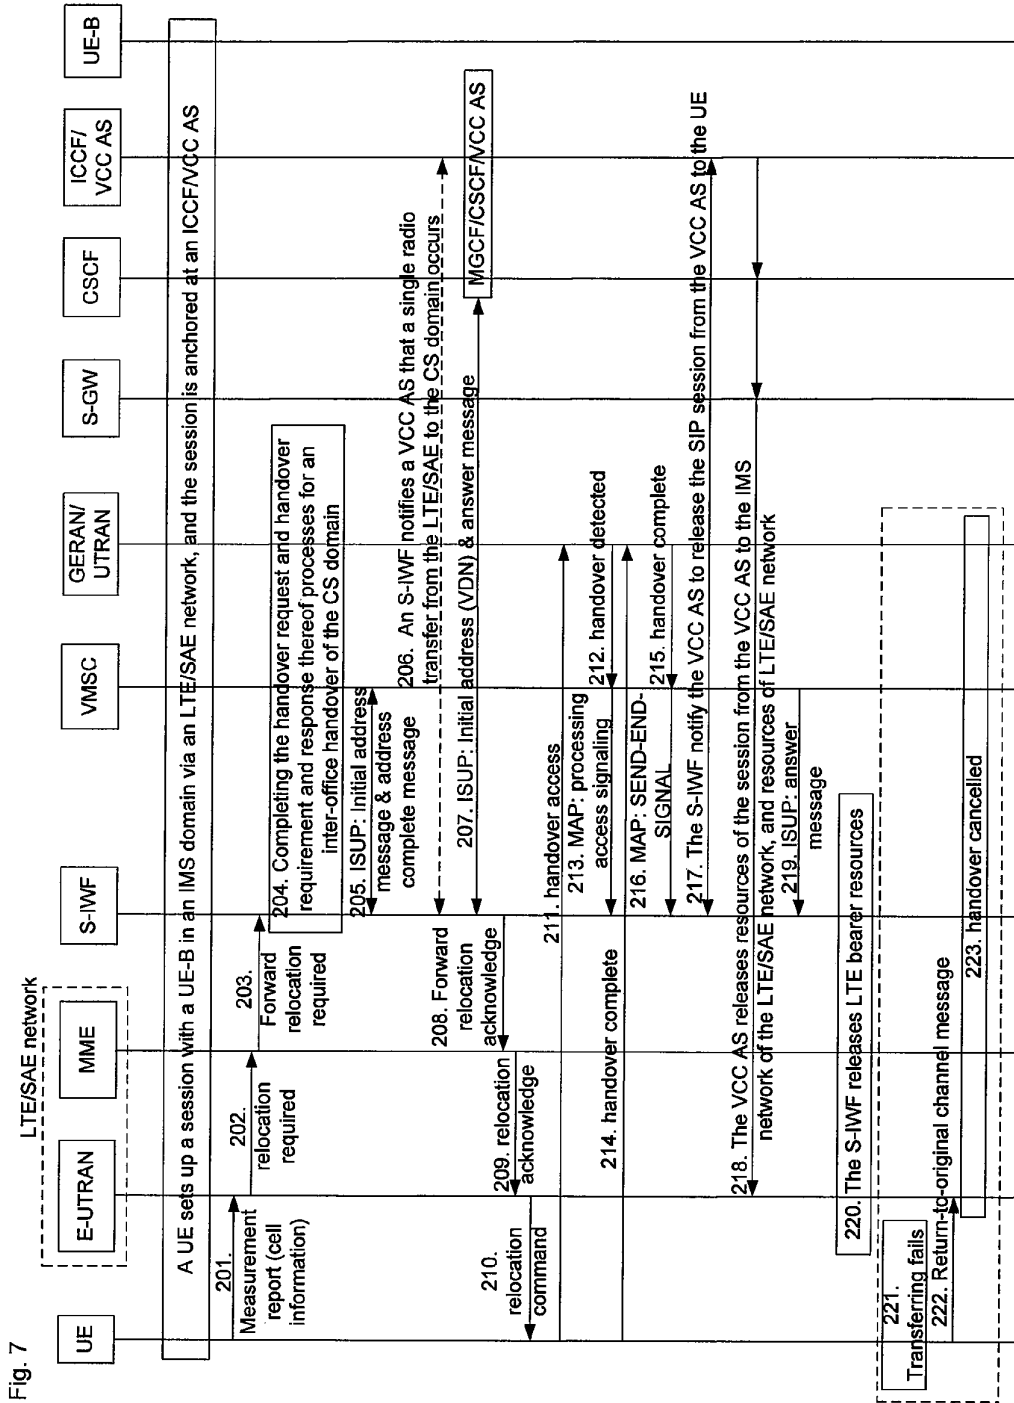 Fig. 7
LTE/SAE network
UE
E-UTRAN
MME
S-IWF
VMSC
GERAN/
UTRAN
S-GW
CSCF
ICCF/
VCC AS
UE-B
A UE sets up a session with a UE-B in an IMS domain via an LTE/SAE network, and the session is anchored at an ICCF/VCC AS
201.
Measurement
report (cell
information)
202.
relocation
required
203.
Forward
relocation
required
204. Completing the handover request and handover
requirement and response thereof processes for an
inter-office handover of the CS domain
205. ISUP: Initial address
message & address
complete message
206. An S-IWF notifies a VCC AS that a single radio
transfer from the LTE/SAE to the CS domain occurs
207. ISUP: Initial address (VDN) & answer message
MGCF/CSCF/VCC AS
208. Forward
relocation
acknowledge
209. relocation
acknowledge
210.
relocation
command
211. handover access
212. handover detected
213. MAP: processing
access signaling
214. handover complete
215. handover complete
216. MAP: SEND-END-
SIGNAL
217. The S-IWF notify the VCC AS to release the SIP session from the VCC AS to the UE
218. The VCC AS releases resources of the session from the VCC AS to the IMS
network of the LTE/SAE network, and resources of LTE/SAE network
219. ISUP: answer
message
220. The S-IWF releases LTE bearer resources
221.
Transferring fails
222. Return-to-original channel message
223. handover cancelled